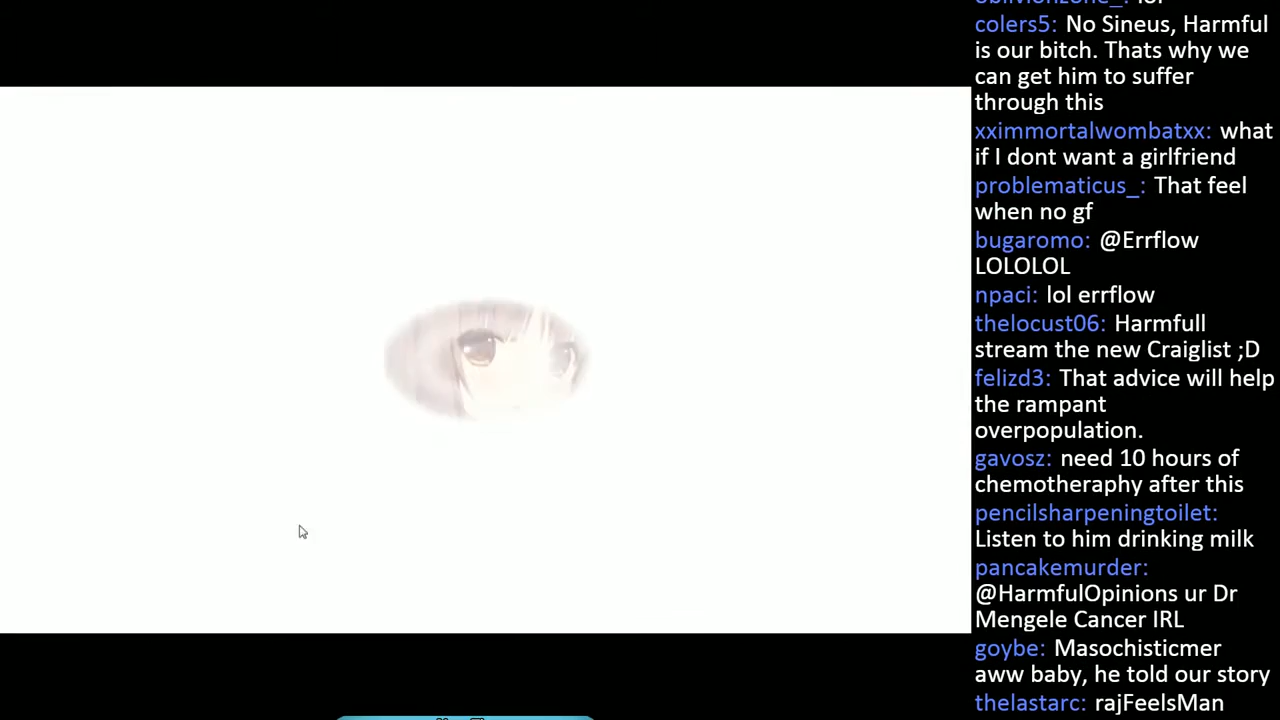 colers5: No Sineus, Harmful
is our bitch. Thats why we
can get him to suffer
through this
xximmortalwombatxx: what
if I dont want a girlfriend
problematicus_: That feel
when no gf
bugaromo: @Errflow
LOLOLOL
npaci: lol errflow
thelocust06: Harmfull
stream the new Craiglist ;D
felizd3: That advice will help
the rampant
overpopulation.
gavosz: need 10 hours of
chemotheraphy after this
pencilsharpeningtoilet:
Listen to him drinking milk
pancakemurder:
@HarmfulOpinions ur Dr
Mengele Cancer IRL
goybe: Masochisticmer
aww baby, he told our story
thelastarc: rajFeelsMan